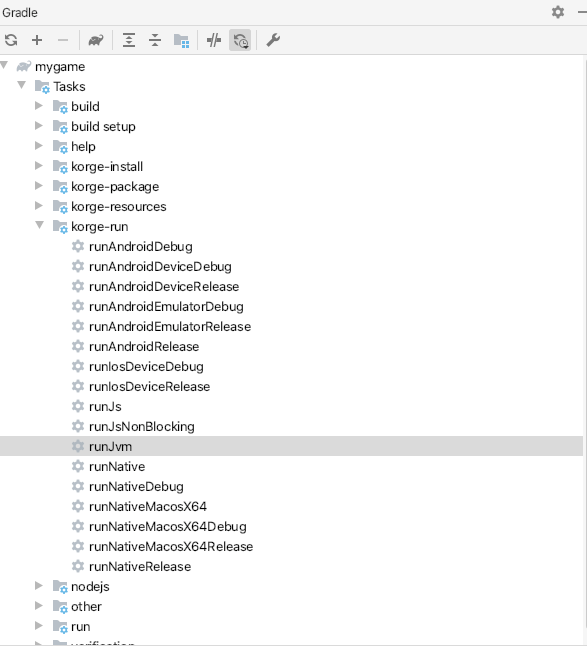 Gradle
mygame
Tasks
build
build setup
help
korge-install
korge-package
korge-resources
korge-run
runAndroidDebug
runAndroidDeviceDebug
runAndroidDeviceRelease
runAndroidEmulatorDebug
runAndroidEmulatorRelease
runAndroidRelease
runIosDeviceDebug
runIosDeviceRelease
runJs
runJsNonBlocking
runJvm
runNative
runNativeDebug
runNativeMacosX64
runNativeMacosX64Debug
runNativeMacosX64Release
runNativeRelease
nodejs
other
run